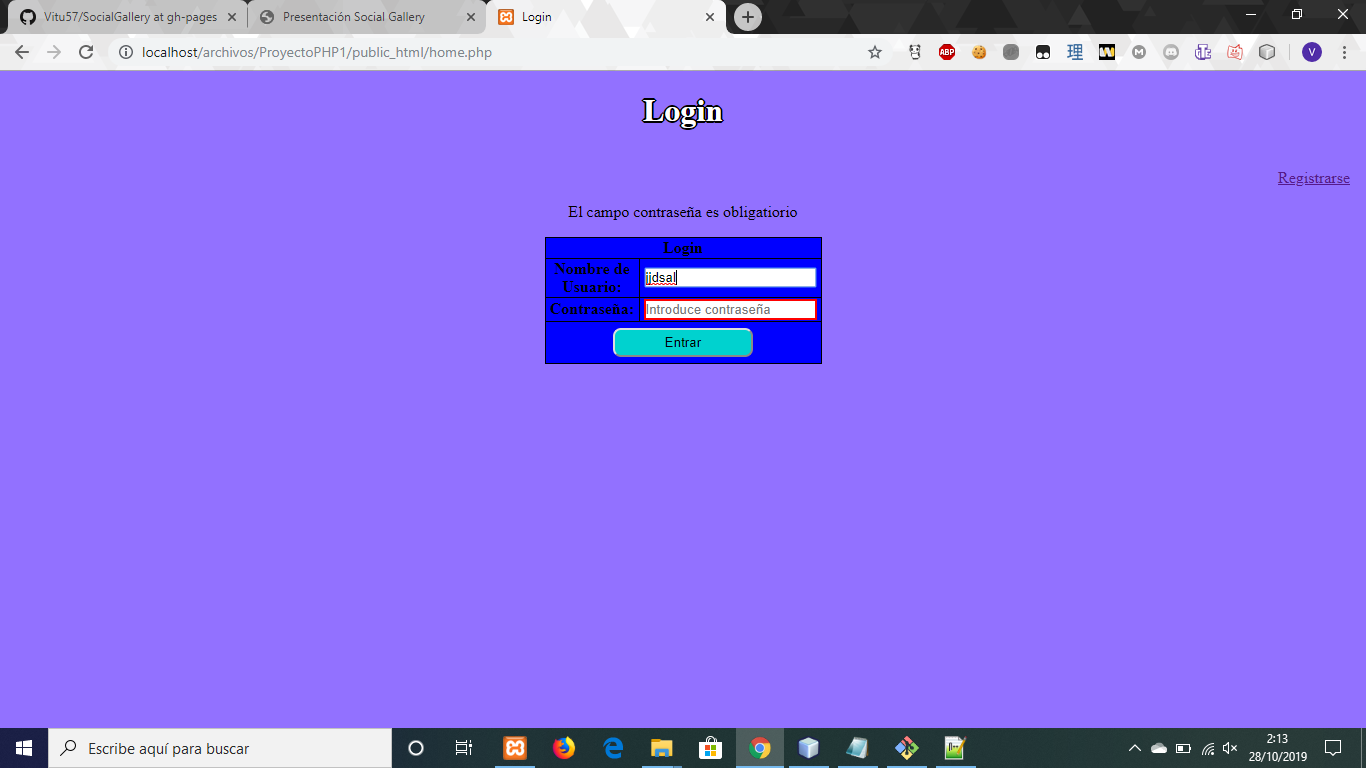 Vitu57/SocialGallery at gh-pages
Presentación Social Gallery
Login
localhost/archivos/ProyectoPHP1/public_html/home.php
ABP
V
Login
Registrarse
El campo contraseña es obligatiorio
Login
Nombre de
Usuario:
jjdsal
Contraseña:
Introduce contraseña
Entrar
Escribe aquí para buscar
2:13
28/10/2019